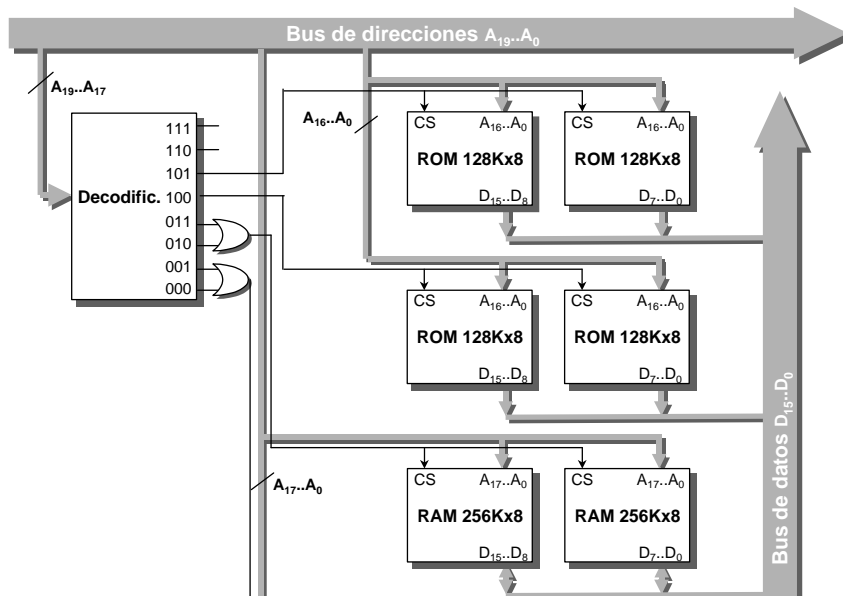 Bus de direcciones A₁₉..A₀
A₁₉..A₁₇
Decodific.
111
110
101
100
011
010
001
000
A₁₆..A₀
CS A₁₆..A₀
ROM 128Kx8
D₁₅..D₈
CS A₁₆..A₀
ROM 128Kx8
D₇..D₀
CS A₁₆..A₀
ROM 128Kx8
D₁₅..D₈
CS A₁₆..A₀
ROM 128Kx8
D₇..D₀
A₁₇..A₀
CS A₁₇..A₀
RAM 256Kx8
D₁₅..D₈
CS A₁₇..A₀
RAM 256Kx8
D₇..D₀
Bus de datos D₁₅..D₀